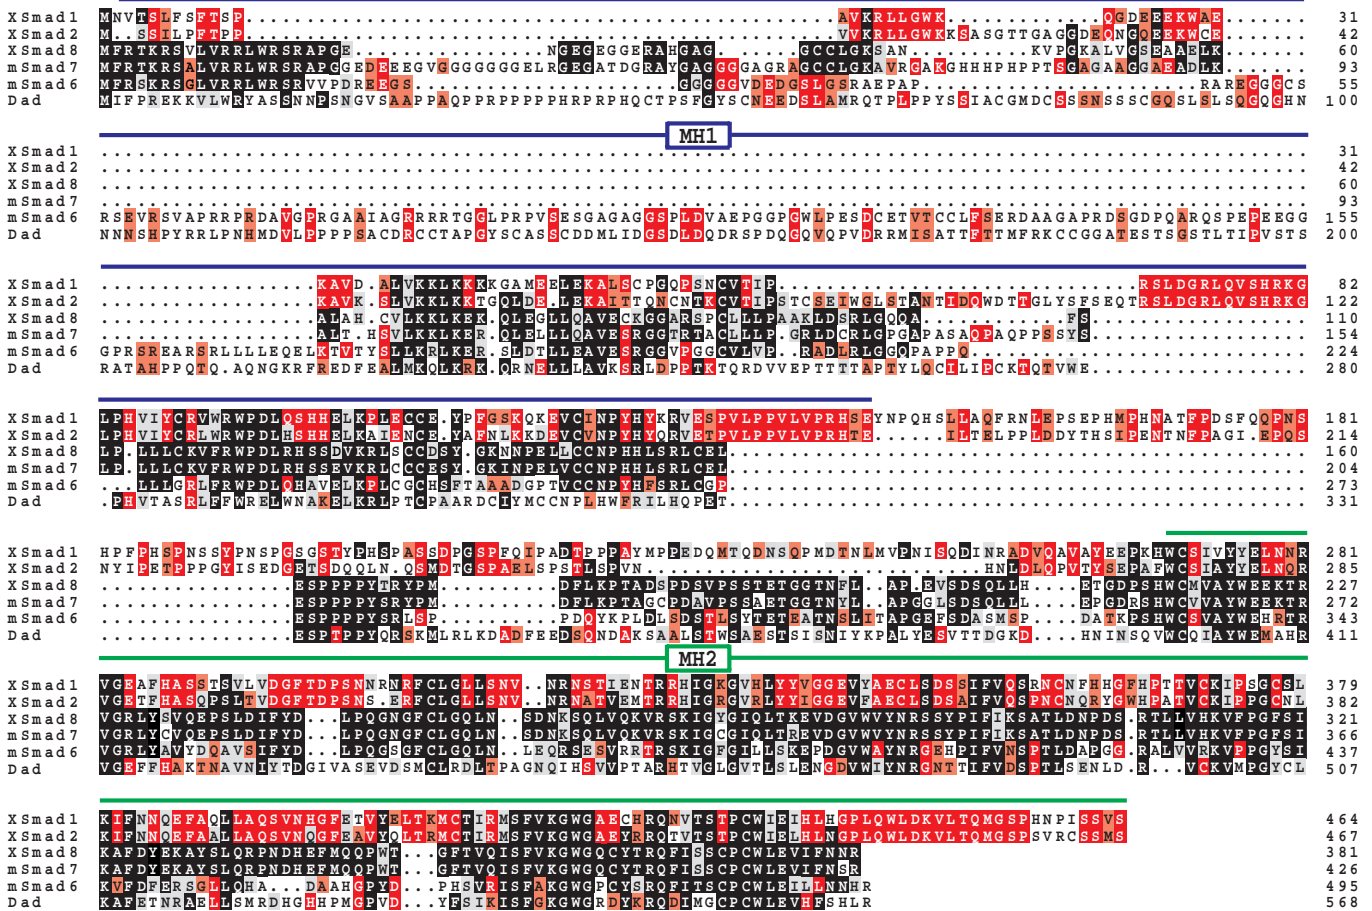 XSmad1 MNVTSLFSFTSP.................................................AVKRLLGWK..............QGDEEEKWAE....... 31
XSmad2 M.SSILPFTPP..................................................VVKRLLGWKKSASGTTGAGGDEQNGQEEKWCE....... 42
XSmad8 MFRTKRSVLVRRLWRSRAPGE................NGEGEGGERAHGAG.......GCCLGKSAN..........KVPGKALVGSEAAELK....... 60
mSmad7 MFRTKRSALVRRLWRSRAPGGEDEEEGVGGGGGGGELRGEGATDGRAYGAGGGGAGRAGCCLGKAVRGAKGHHHPHPPTSGAGAAGGAEADLK....... 93
mSmad6 MFRSKRSGLVRRLWRSRVVPDREEGS......................GGGGGVDEDGSLGSRAEPAP.......................RAREGGGCS 55
Dad MIFPREKKVLWRYASSNNPSNGVSAAPPAQPPRPPPPPPHRPRPHQCTPSFGYSCNEEDSLAMRQTPLPPYSSIACGMDCSSSNSSSCGQSLSLSQGQGHN 100
MH1
XSmad1 .................................................................................................... 31
XSmad2 .................................................................................................... 42
XSmad8 .................................................................................................... 60
mSmad7 .................................................................................................... 93
mSmad6 RSEVRSVAPRRPRDAVGPRGAAIAGRRRRTGGLPRPVSESGAGAGGSPLDVAEPGGPGWLPESDCETVTCCLFSERDAAGAPRDSGDPQARQSPEPEEGG 155
Dad NNNSHPYRRLPNHMDVLPPPPSACDRCCTAPGYSCASSCDDMLIDGSDLDQDRSPDQGQVQPVDRRMISATTFTTMFRKCCGGATESTSGSTLTIPVSTS 200
XSmad1 ..................KAVD.ALVKKLKKKKGAMEELEKALSCPGQPSNCVTIP..............................RSLDGRLQVSHRKG 82
XSmad2 ..................KAVK.SLVKKLKKTGQLDE.LEKAITTQNCNTKCVTIPSTCSEIWGLSTANTIDQWDTTGLYSFSEQTRSLDGRLQVSHRKG 122
XSmad8 ..................ALAH.CVLKKLKEK.QLEGLLQAVECKGGARSPCLLLPAAKLDSRLGQQA............FS.................. 110
mSmad7 ..................ALT.HSVLKKLKER.QLELLLQAVESRGGTRTACLLLPGRLDCRLGPGAPASAQPAQPPSSYS................... 154
mSmad6 GPRSREARSRLLLLEQELKTVTYSLLKRLKER.SLDTLLEAVESRGGVPGGCVLVP..RADLRLGGQPAPPQ............................ 224
Dad RATAHPPQTQ.AQNGKRFREDFEALMKQLKRK.QRNELLLAVKSRLDPPTKTQRDVVEPTTTTAPTYLQCILIPCKTQTVWE.................. 280
XSmad1 LPHVIYCRVWRWPDLQSHHELKPLECCE.YPFGSKQKEVCINPYHYKRVESPVLPPVLVPRHSEYNPQHSLLAQFRNLEPSEPHMPHNATFPDSFQQPNS 181
XSmad2 LPHVIYCRLWRWPDLHSHHELKAIENCE.YAFNLKKDEVCVNPYHYQRVETPVLPPVLVPRHTE......ILTELPPLDDYTHSIPENTNFPAGI.EPQS 214
XSmad8 LP.LLLCKVFRWPDLRHSSDVKRLSCCDSY.GKNNPELLCCNPHHLSRLCEL................................................ 160
mSmad7 LP.LLLCKVFRWPDLRHSSEVKRLCCCESY.GKINPELVCCNPHHLSRLCEL................................................ 204
mSmad6 ..LLLGRLFRWPDLQHAVELKPLCGCHSFTAAADGPTVCCNPYHFSRLCGP................................................ 273
Dad .PHVTASRLFFWRELWNAKELKRLPTCPAARDCIYMCCNPLHWFRILHQPET................................................ 331
XSmad1 HPFPHSPNSSYPNSPGSGSTYPHSPASSDPGSPFQIPADTPPPAYMPPEDQMTQDNSQPMDTNLMVPNISQDINRADVQAVAYEEPKHWCSIVYYELNNR 281
XSmad2 NYIPETPPPGYISEDGETSDQQLN.QSMDTGSPAELSPSTLSPVN............................HNLDLQPVTYSEPAFWCSIAYYELNQR 285
XSmad8 ................ESPPPPYTRYPM..........DFLKPTADSPDSVPSSTETGGTNFL..AP.EVSDSQLLH....ETGDPSHWCMVAYWEEKTR 227
mSmad7 ................ESPPPPYSRYPM..........DFLKPTAGCPDAVPSSAETGGTNYL..APGGLSDSQLLL....EPGDRSHWCVVAYWEEKTR 272
mSmad6 ................ESPPPPYSRLSP..........PDQYKPLDLSDSTLSYTETEATNSLITAPGEFSDASMSP....DATKPSHWCSVAYWEHRTR 343
Dad ................ESPTPPYQRSKMLRLKDADFEEDSQNDAKSAALSTWSAESTSISNIYKPALYESVTTDGKD....HNINSQVWCQIAYWEMAHR 411
MH2
XSmad1 VGEAFHASSTSVLVDGFTDPSNNRNRFCLGLLSNV..NRNSTIENTRRHIGKGVHLYYVGGEVYAECLSDSSIFVQSRNCNFHHGFHPTTVCKIPSGCSL 379
XSmad2 VGETFHASQPSLTVDGFTDPSNS.ERFCLGLLSNV..NRNATVEMTRRHIGRGVRLYYIGGEVFAECLSDSAIFVQSPNCNQRYGWHPATVCKIPPGCNL 382
XSmad8 VGRLYSVQEPSLDIFYD...LPQGNGFCLGQLN..SDNKSQLVQKVRSKIGYGIQLTKEVDGVWVYNRSSYPIFIKSATLDNPDS.RTLLVHKVFPGFSI 321
mSmad7 VGRLYCVQEPSLDIFYD...LPQGNGFCLGQLN..SDNKSQLVQKVRSKIGCGIQLTREVDGVWVYNRSSYPIFIKSATLDNPDS.RTLLVHKVFPGFSI 366
mSmad6 VGRLYAVYDQAVSIFYD...LPQGSGFCLGQLN..LEQRSESVRRTRSKIGFGILLSKEPDGVWAYNRGEHPIFVNSPTLDAPGG.RALVVRKVPPGYSI 437
Dad VGEFFHAKTNAVNIYTDGIVASEVDSMCLRDLTPAGNQIHSVVPTARHTVGLGVTLSLENGDVWIYNRGNTTIFVDSPTLSENLD.R...VCKVMPGYCL 507
XSmad1 KIFNNQEFAQLLAQSVNHGFETVYELTKMCTIRMSFVKGWGAECHRQNVTSTPCWIEIHLHGPLQWLDKVLTQMGSPHNPISSVS 464
XSmad2 KIFNNQEFAALLAQSVNQGFEAVYQLTRMCTIRMSFVKGWGAEYRRQTVTSTPCWIELHLNGPLQWLDKVLTQMGSPSVRCSSMS 467
XSmad8 KAFDYEKAYSLQRPNDHEFMQQPWT...GFTVQISFVKGWGQCYTRQFISSCPCWLEVIFNNR 381
mSmad7 KAFDYEKAYSLQRPNDHEFMQQPWT...GFTVQISFVKGWGQCYTRQFISSCPCWLEVIFNSR 426
mSmad6 KVFDFERSGLLQHA...DAAHGPYD...PHSVRISFAKGWGPCYSRQFITSCPCWLEILLNNHR 495
Dad KAFETNRAELLSMRDHGHHPMGPVD...YFSIKISFGKGWGRDYKRQDIMGCPCWLEVHFSHLR 568